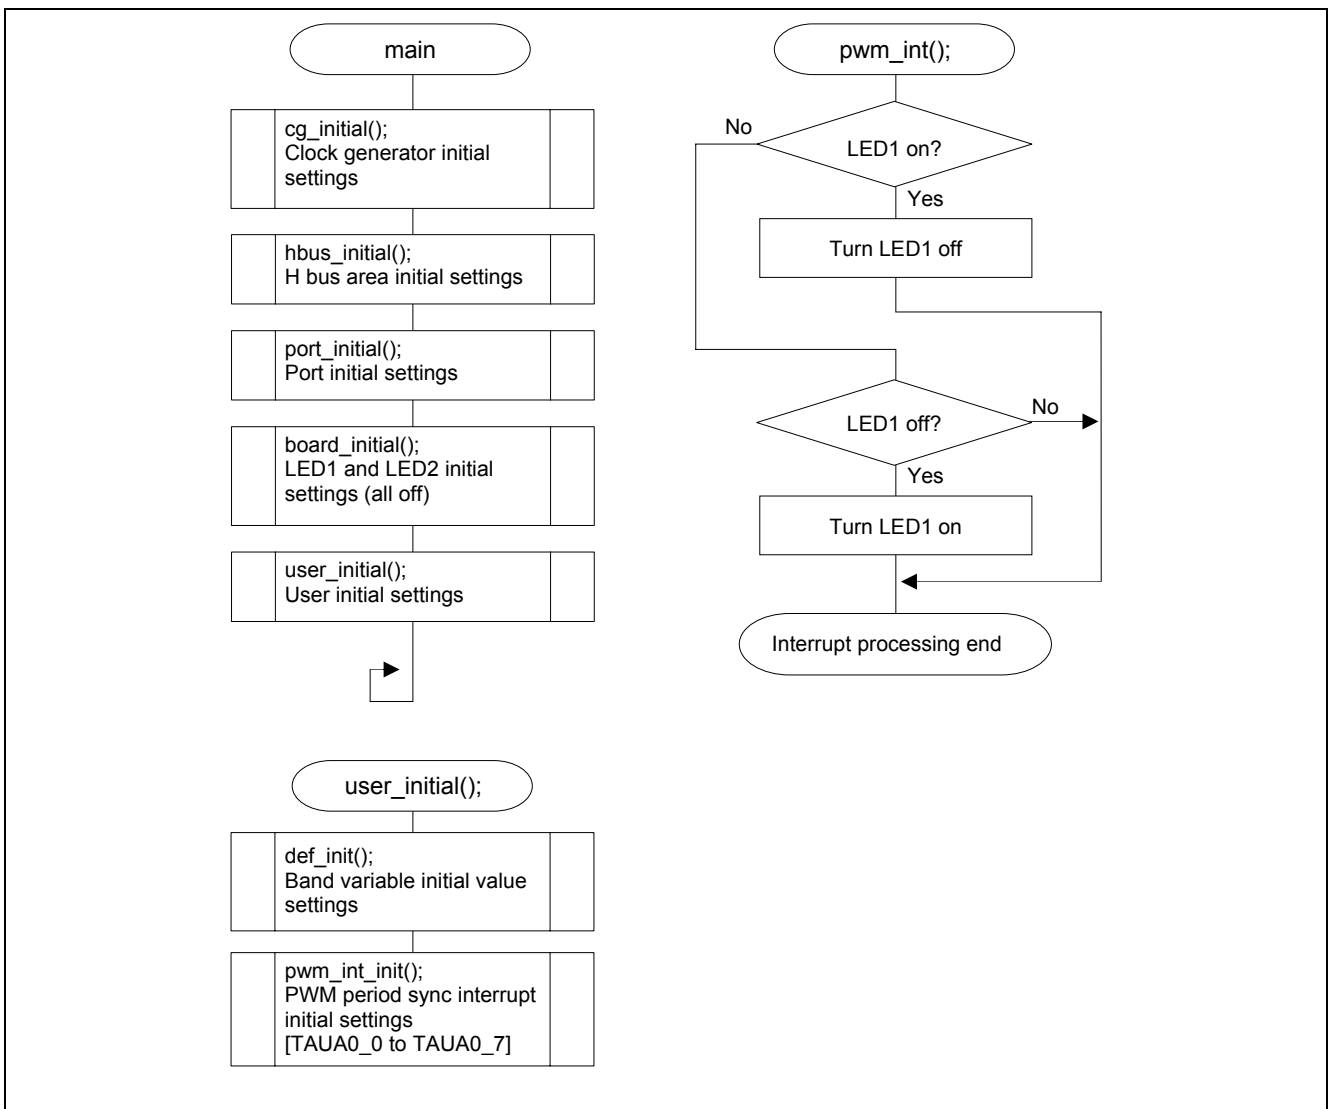 main
cg_initial();
Clock generator initial
settings
hbus_initial();
H bus area initial settings
port_initial();
Port initial settings
board_initial();
LED1 and LED2 initial
settings (all off)
user_initial();
User initial settings
pwm_int();
No
LED1 on?
Yes
Turn LED1 off
LED1 off?
No
Yes
Turn LED1 on
Interrupt processing end
user_initial();
def_init();
Band variable initial value
settings
pwm_int_init();
PWM period sync interrupt
initial settings
[TAUA0_0 to TAUA0_7]